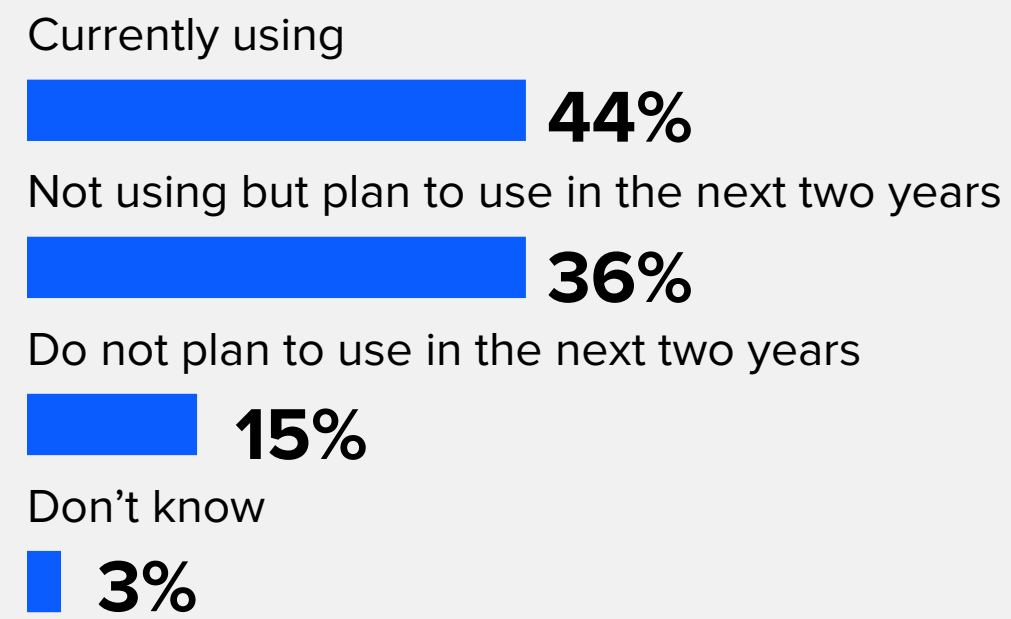 Currently using
44%
Not using but plan to use in the next two years
36%
Do not plan to use in the next two years
15%
Don’t know
3%